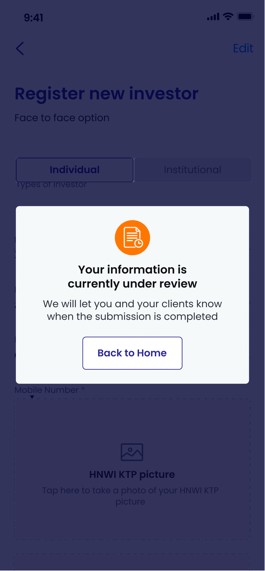 9:41
Edit
Register new investor
Face to face option
Individual
Institutional
Types of investor
Your information is
currently under review
We will let you and your clients know
when the submission is completed
Back to Home
Mobile Number *
HNWI KTP picture
Tap here to take a photo of your HNWI KTP
picture